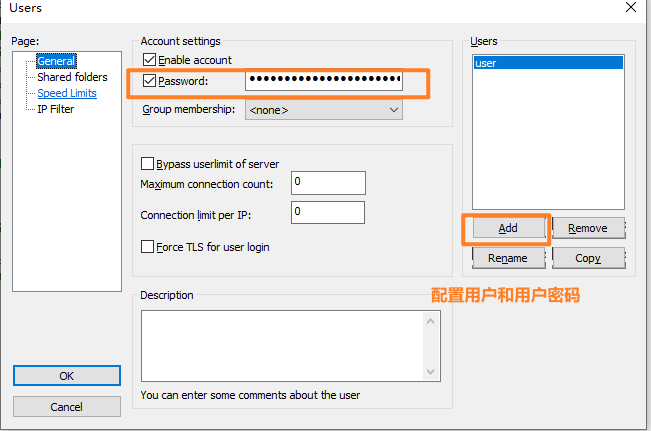 Users
Page:
General
Shared folders
Speed Limits
IP Filter
Account settings
Enable account
Password:
●●●●●●●●●●●●●●●●●●●●●●
Group membership:
<none>
Bypass userlimit of server
Maximum connection count:
0
Connection limit per IP:
0
Force TLS for user login
Description
You can enter some comments about the user
Users
user
Add
Remove
Rename
Copy
配置用户和用户密码
OK
Cancel